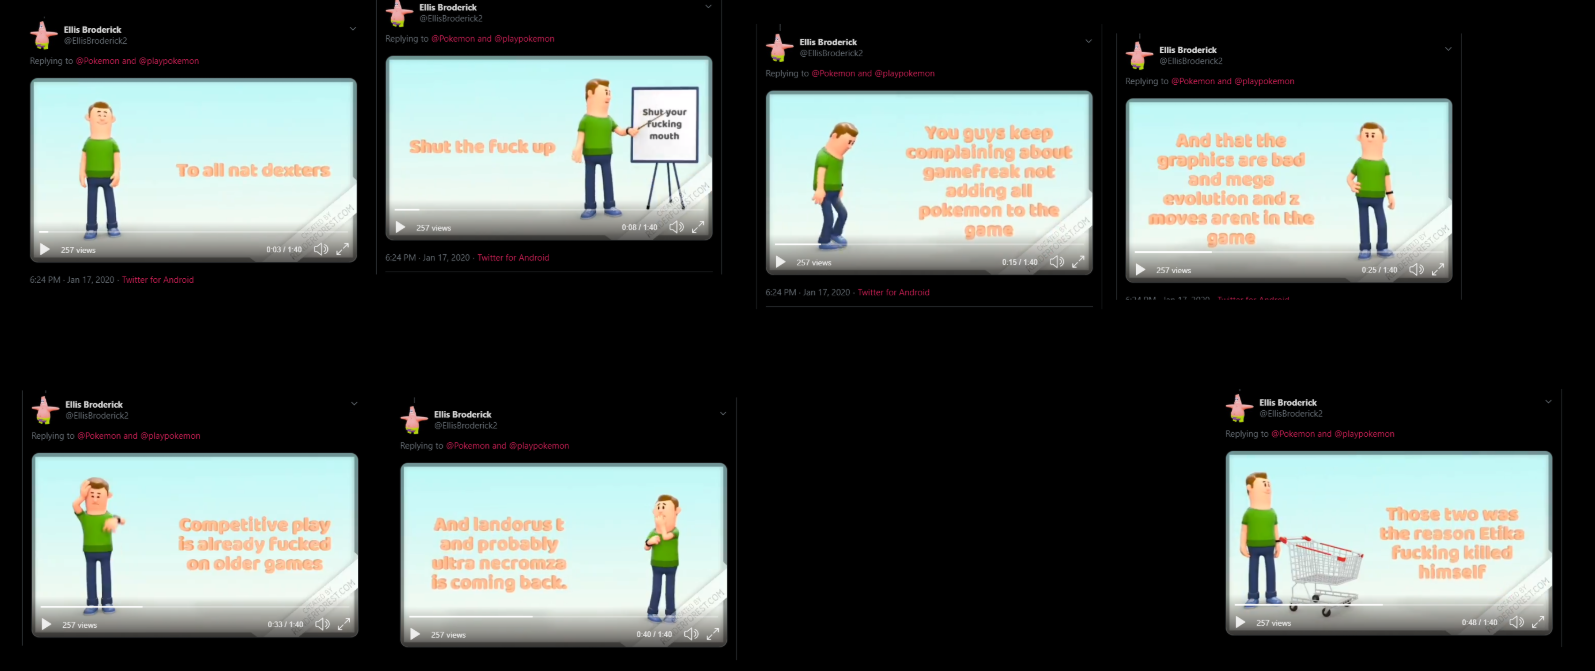 Ellis Broderick
@EllisBroderick2
Replying to @Pokemon and @playpokemon
To all nat dexters
257 views
0:03 / 1:40
6:24 PM · Jan 17, 2020 · Twitter for Android
Ellis Broderick
@EllisBroderick2
Replying to @Pokemon and @playpokemon
Shut the fuck up
Shut your
fucking
mouth
257 views
0:08 / 1:40
6:24 PM · Jan 17, 2020 · Twitter for Android
Ellis Broderick
@EllisBroderick2
Replying to @Pokemon and @playpokemon
You guys keep
complaining about
gamefreak not
adding all
pokemon to the
game
257 views
0:15 / 1:40
6:24 PM · Jan 17, 2020 · Twitter for Android
Ellis Broderick
@EllisBroderick2
Replying to @Pokemon and @playpokemon
And that the
graphics are bad
and mega
evolution and z
moves arent in the
game
257 views
0:25 / 1:40
6:24 PM · Jan 17, 2020 · Twitter for Android
Ellis Broderick
@EllisBroderick2
Replying to @Pokemon and @playpokemon
Competitive play
is already fucked
on older games
257 views
0:33 / 1:40
Ellis Broderick
@EllisBroderick2
Replying to @Pokemon and @playpokemon
And landorus t
and probably
ultra necromza
is coming back.
257 views
0:40 / 1:40
Ellis Broderick
@EllisBroderick2
Replying to @Pokemon and @playpokemon
Those two was
the reason Etika
fucking killed
himself
257 views
0:48 / 1:40